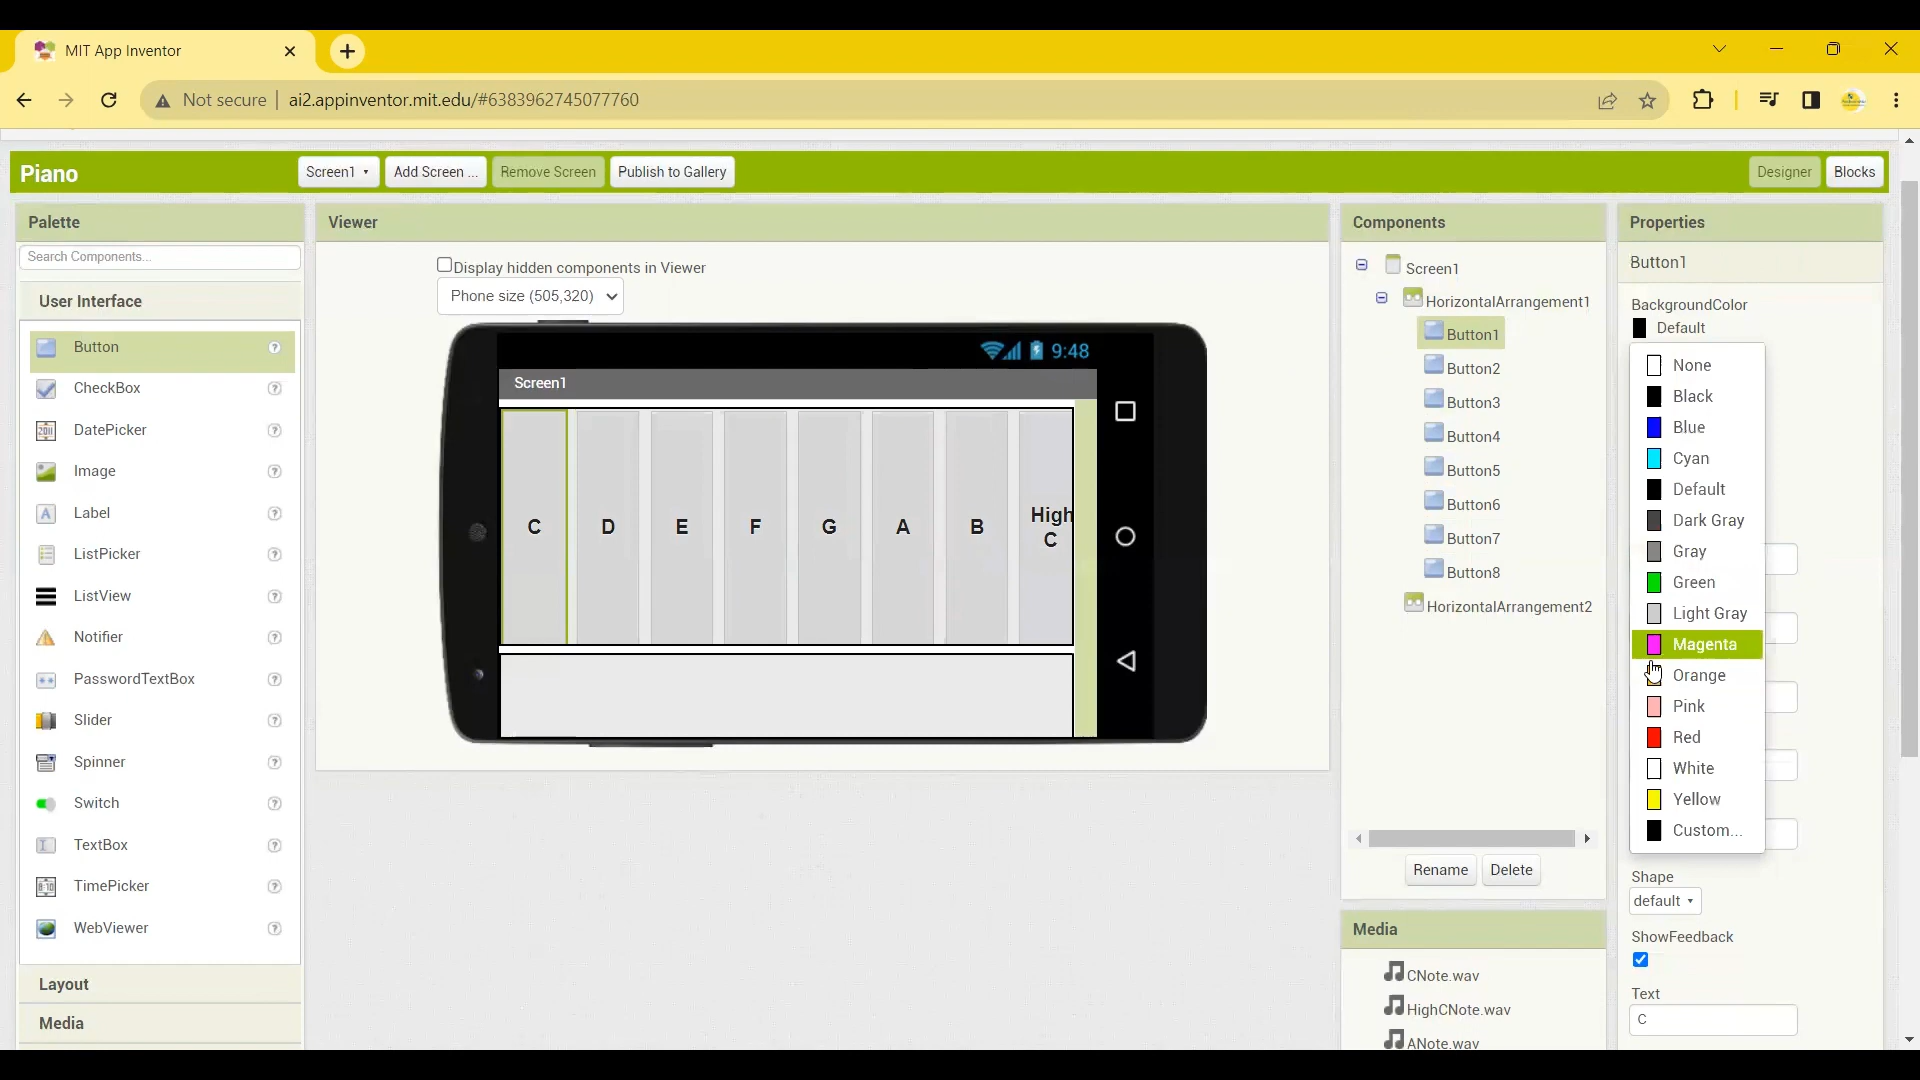 MIT App Inventor
Not secure
ai2.appinventor.mit.edu/#6383962745077760
Piano
Screen1
Add Screen ...
Remove Screen
Publish to Gallery
Designer
Blocks
Palette
Search Components...
User Interface
Button
CheckBox
DatePicker
Image
Label
ListPicker
ListView
Notifier
PasswordTextBox
Slider
Spinner
Switch
TextBox
TimePicker
WebViewer
Layout
Media
Viewer
Display hidden components in Viewer
Phone size (505,320)
9:48
Screen1
C
D
E
F
G
A
B
High
C
Components
Screen1
HorizontalArrangement1
Button1
Button2
Button3
Button4
Button5
Button6
Button7
Button8
HorizontalArrangement2
Rename
Delete
Media
CNote.wav
HighCNote.wav
ANote.wav
Properties
Button1
BackgroundColor
Default
None
Black
Blue
Cyan
Default
Dark Gray
Gray
Green
Light Gray
Magenta
Orange
Pink
Red
White
Yellow
Custom...
Shape
default
ShowFeedback
Text
C